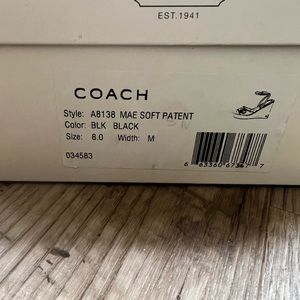 EST. 1941
COACH
Style: A8138 MAE SOFT PATENT
Color: BLK BLACK
Size: 8.0 Width: M
034583